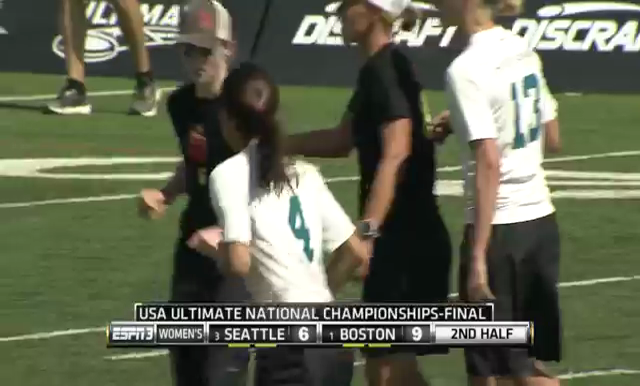 ULTIMATE
DISCRAFT
DISCRAFT
13
4
USA ULTIMATE NATIONAL CHAMPIONSHIPS-FINAL
ESPN3 WOMEN'S 3 SEATTLE 6 1 BOSTON 9 2ND HALF